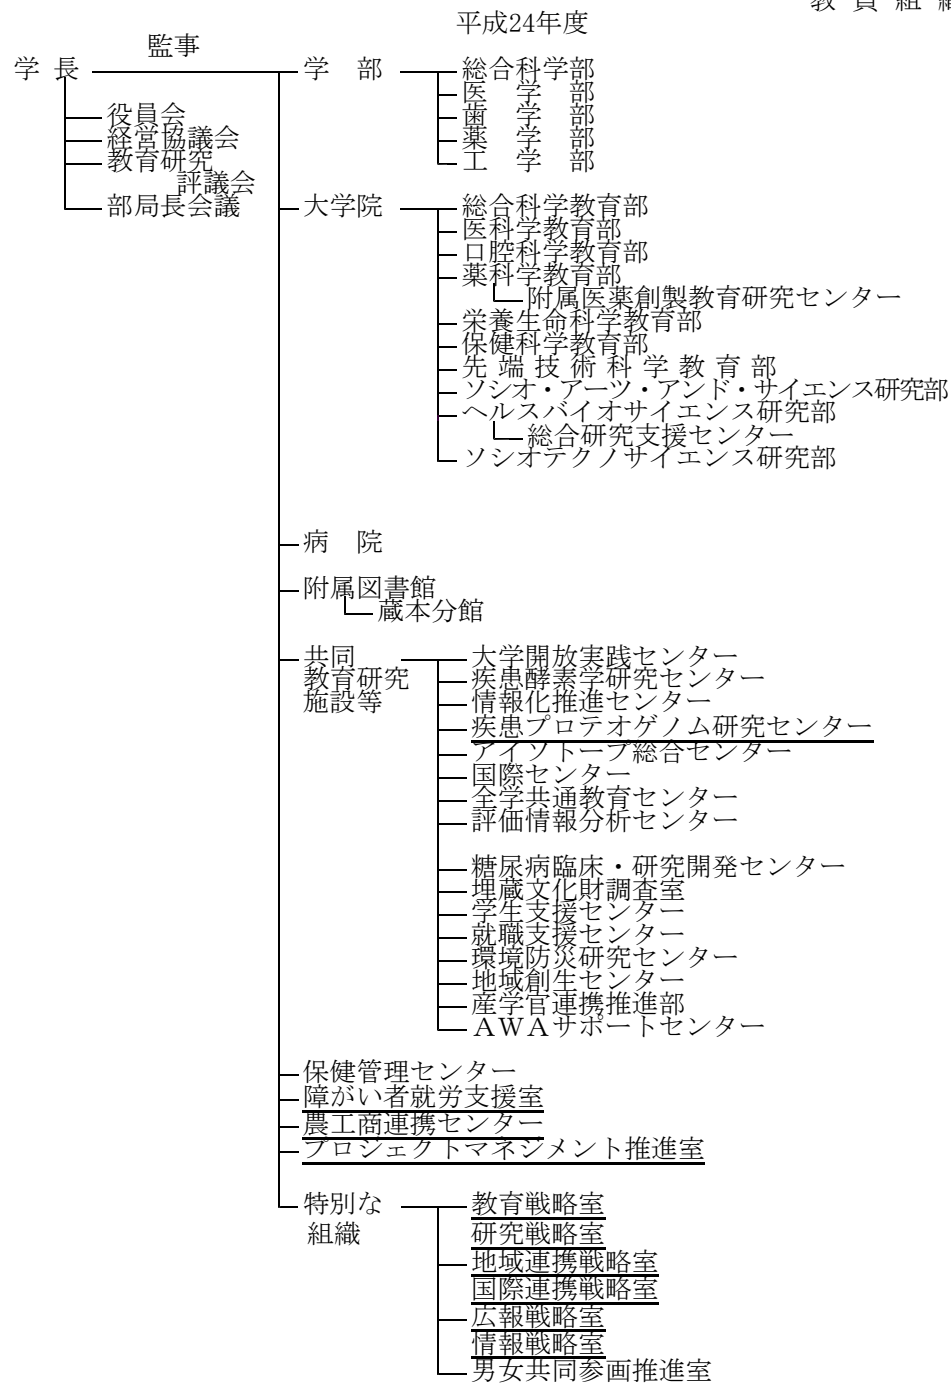 教 員 組
平成24年度
監事
学 長
役員会
経営協議会
教育研究
評議会
部局長会議
学 部
総合科学部
医 学 部
歯 学 部
薬 学 部
工 学 部
大学院
総合科学教育部
医科学教育部
口腔科学教育部
薬科学教育部
附属医薬創製教育研究センター
栄養生命科学教育部
保健科学教育部
先 端 技 術 科 学 教 育 部
ソシオ・アーツ・アンド・サイエンス研究部
ヘルスバイオサイエンス研究部
総合研究支援センター
ソシオテクノサイエンス研究部
病 院
附属図書館
蔵本分館
共同
教育研究
施設等
大学開放実践センター
疾患酵素学研究センター
情報化推進センター
疾患プロテオゲノム研究センター
アイソトープ総合センター
国際センター
全学共通教育センター
評価情報分析センター
糖尿病臨床・研究開発センター
埋蔵文化財調査室
学生支援センター
就職支援センター
環境防災研究センター
地域創生センター
産学官連携推進部
AWAサポートセンター
保健管理センター
障がい者就労支援室
農工商連携センター
プロジェクトマネジメント推進室
特別な
組織
教育戦略室
研究戦略室
地域連携戦略室
国際連携戦略室
広報戦略室
情報戦略室
男女共同参画推進室